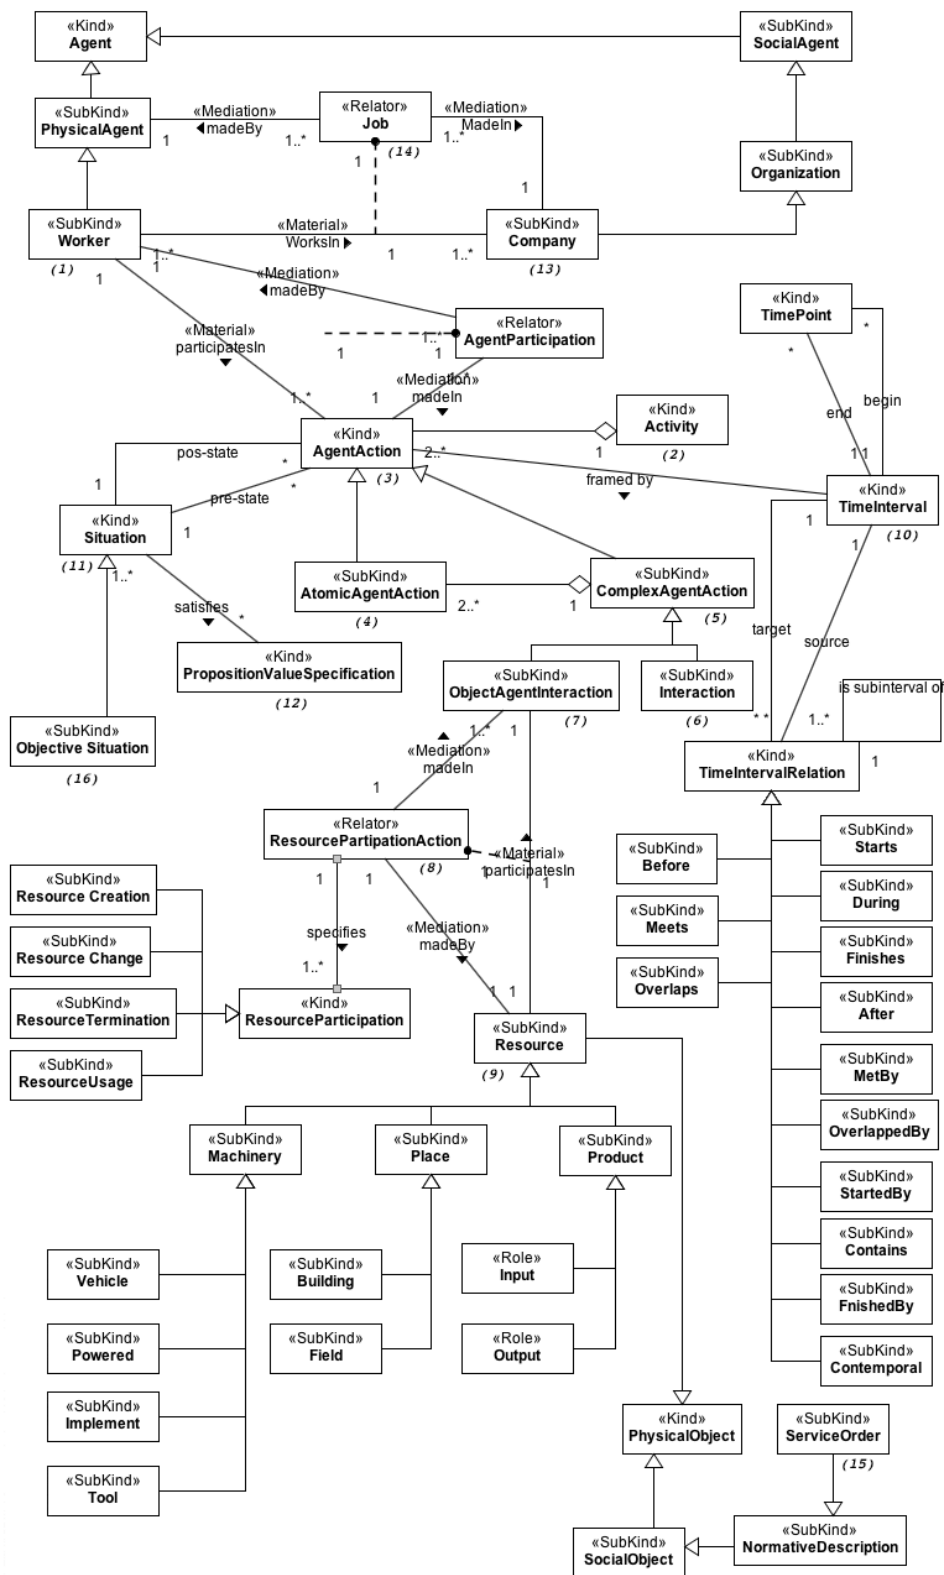 «Kind»
Agent
«SubKind»
SocialAgent
«SubKind»
PhysicalAgent
«Mediation»
madeBy
1
1..*
«Relator»
Job
(14)
«Mediation»
MadeIn
1..*
1
1
«SubKind»
Organization
«SubKind»
Worker
(1)
«Material»
WorksIn
1..*
1
1..*
«SubKind»
Company
(13)
1
1
«Mediation»
madeBy
«Kind»
TimePoint
«Relator»
AgentParticipation
1..*
1
1
«Material»
participatesIn
*
*
«Mediation»
madeIn
1..*
1
1..*
end
begin
«Kind»
AgentAction
(3)
«Kind»
Activity
(2)
1
2..*
pos-state
*
1
pre-state
*
1
framed by
1
1
«Kind»
TimeInterval
(10)
1
1
«Kind»
Situation
(11)
1..*
satisfies
*
«SubKind»
AtomicAgentAction
(4)
2..*
1
«SubKind»
ComplexAgentAction
(5)
target
source
«Kind»
PropositionValueSpecification
(12)
«SubKind»
ObjectAgentInteraction
(7)
«SubKind»
Interaction
(6)
is subinterval of
*
*
1..*
1
«SubKind»
Objective Situation
(16)
1..*
1
«Mediation»
madeIn
1
«Kind»
TimeIntervalRelation
«Relator»
ResourcePartipationAction
(8)
1
1
«Material»
participatesIn
1
1
«SubKind»
Before
«SubKind»
Starts
«SubKind»
Resource Creation
«SubKind»
Meets
«SubKind»
During
«SubKind»
Resource Change
specifies
1..*
«Mediation»
madeBy
1
1
«SubKind»
Overlaps
«SubKind»
Finishes
«SubKind»
ResourceTermination
«Kind»
ResourceParticipation
«SubKind»
After
«SubKind»
ResourceUsage
«SubKind»
Resource
(9)
«SubKind»
MetBy
«SubKind»
Machinery
«SubKind»
Place
«SubKind»
Product
«SubKind»
OverlappedBy
«SubKind»
StartedBy
«SubKind»
Vehicle
«SubKind»
Building
«Role»
Input
«SubKind»
Contains
«SubKind»
Powered
«SubKind»
Field
«Role»
Output
«SubKind»
FnishedBy
«SubKind»
Contemporal
«SubKind»
Implement
«Kind»
PhysicalObject
«SubKind»
ServiceOrder
(15)
«SubKind»
Tool
«SubKind»
SocialObject
«SubKind»
NormativeDescription